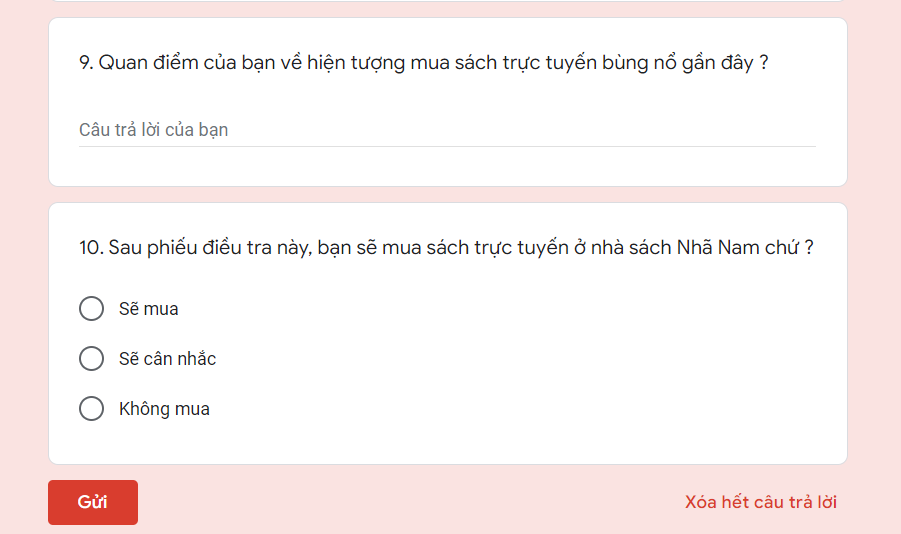 9. Quan điểm của bạn về hiện tượng mua sách trực tuyến bùng nổ gần đây ?
Câu trả lời của bạn
10. Sau phiếu điều tra này, bạn sẽ mua sách trực tuyến ở nhà sách Nhã Nam chứ ?
Sẽ mua
Sẽ cân nhắc
Không mua
Gửi
Xóa hết câu trả lời